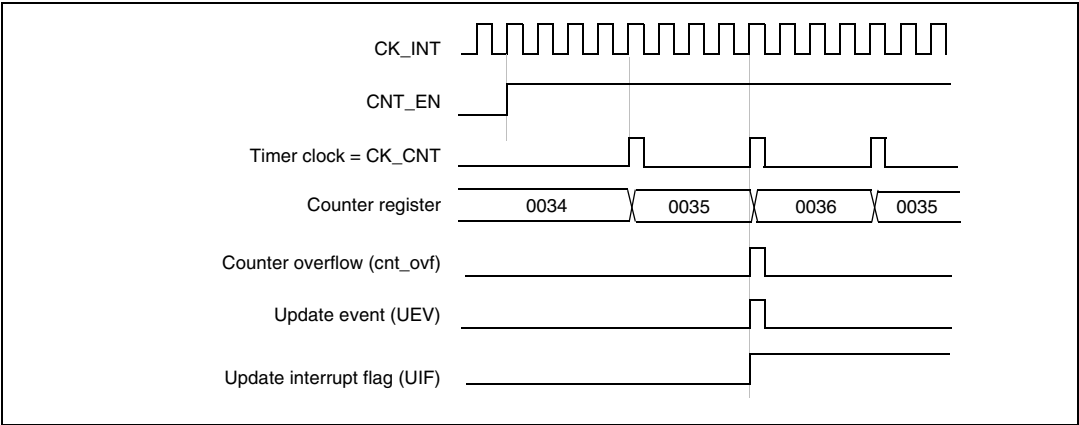 CK_INT
CNT_EN
Timer clock = CK_CNT
Counter register 0034 0035 0036 0035
Counter overflow (cnt_ovf)
Update event (UEV)
Update interrupt flag (UIF)